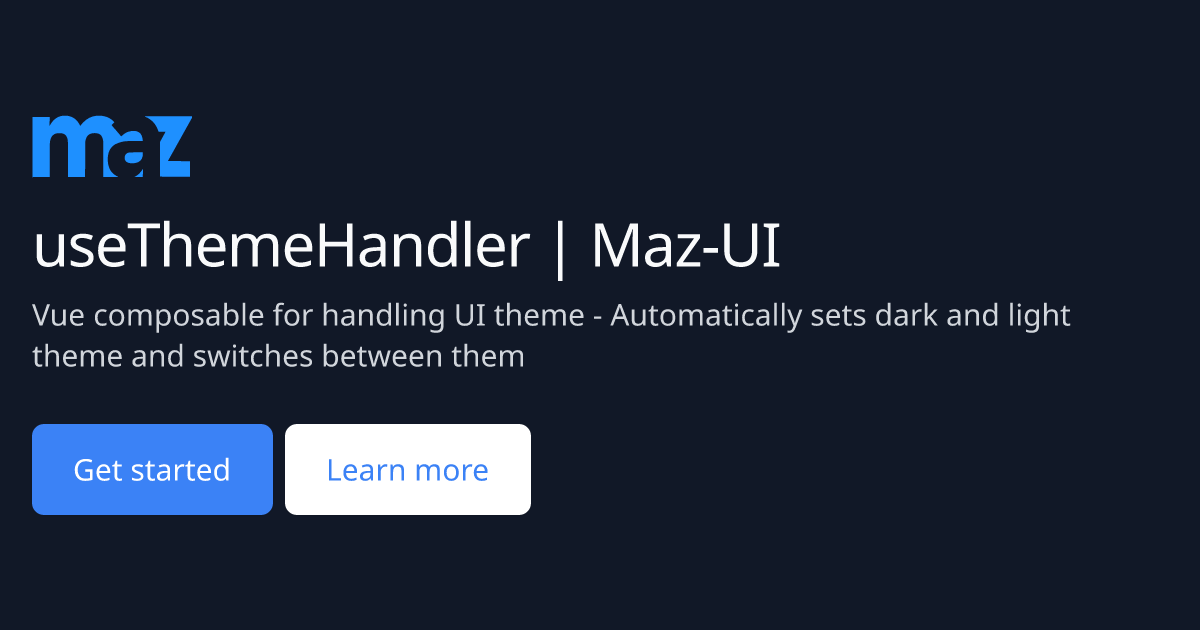 maz
useThemeHandler | Maz-UI
Vue composable for handling UI theme - Automatically sets dark and light
theme and switches between them
Get started
Learn more